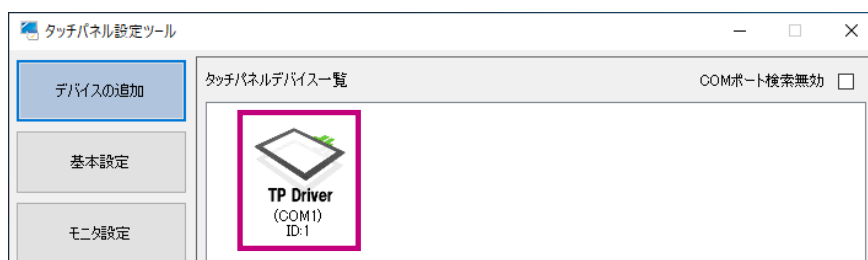 タッチパネル設定ツール
デバイスの追加
タッチパネルデバイス一覧
COMポート検索無効
基本設定
TP Driver
(COM1)
ID:1
モニタ設定